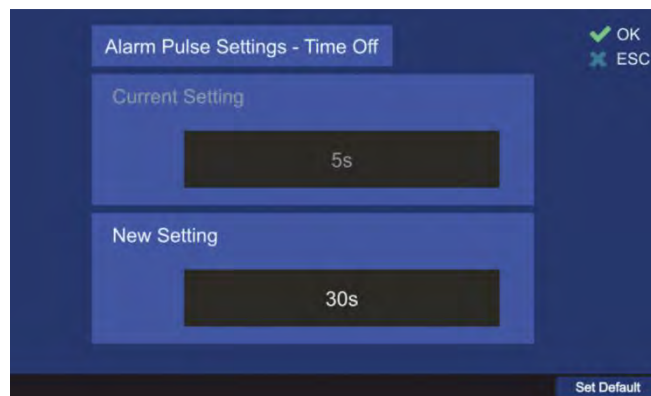 Alarm Pulse Settings - Time Off
OK
ESC
Current Setting
5s
New Setting
30s
Set Default